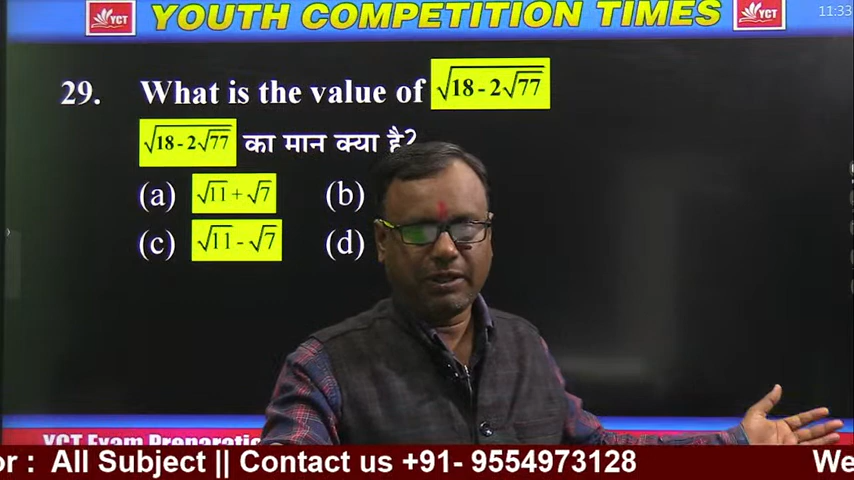 YCT YOUTH COMPETITION TIMES YCT 11:33
29. What is the value of √18 - 2√77
√18 - 2√77 का मान क्या है?
(a) √11 + √7 (b)
(c) √11 - √7 (d)
YCT Exam Preparatio
or : All Subject || Contact us +91- 9554973128 We